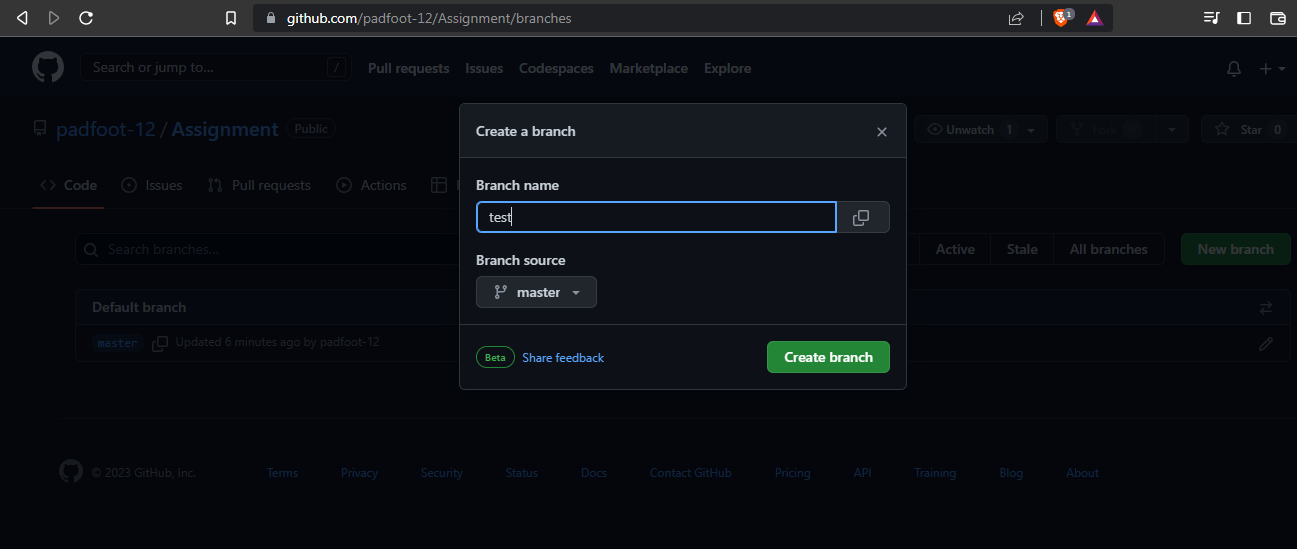 github.com/padfoot-12/Assignment/branches
1
Search or jump to... /
Pull requests Issues Codespaces Marketplace Explore
padfoot-12 / Assignment Public
Unwatch 1
Fork
Star 0
Code Issues Pull requests Actions
Search branches...
Active Stale All branches
New branch
Default branch
master Updated 6 minutes ago by padfoot-12
Create a branch
Branch name
test
Branch source
master
Beta Share feedback
Create branch
© 2023 GitHub, Inc. Terms Privacy Security Status Docs Contact GitHub Pricing API Training Blog About